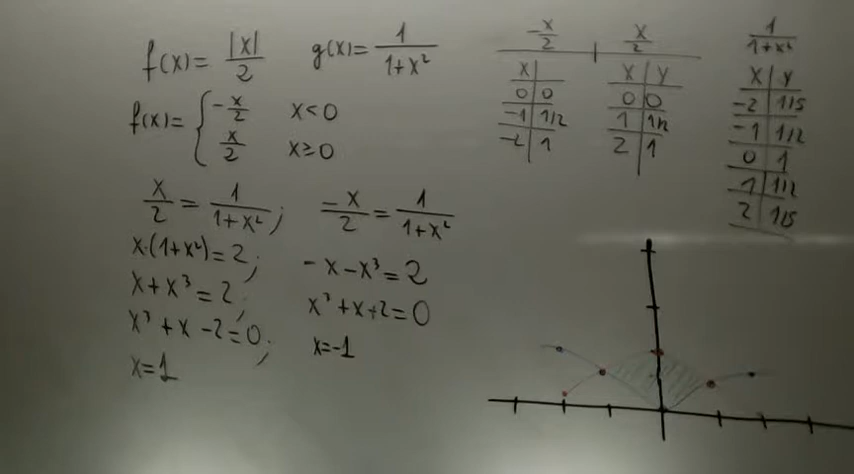 f(x) = |x|/2 g(x) = 1/(1+x²)
f(x) = { -x/2 x<0
x/2 x≥0
x/2 = 1/(1+x²);
x·(1+x²)=2;
x+x³=2;
x³+x-2=0;
x=1
-x/2 = 1/(1+x²)
-x-x³=2
x³+x+2=0
x=-1
-x/2
x
0 0
-1 1/2
-2 1
x/2
x y
0 0
1 1/2
2 1
1/(1+x²)
x y
-2 1/5
-1 1/2
0 1
1 1/2
2 1/5